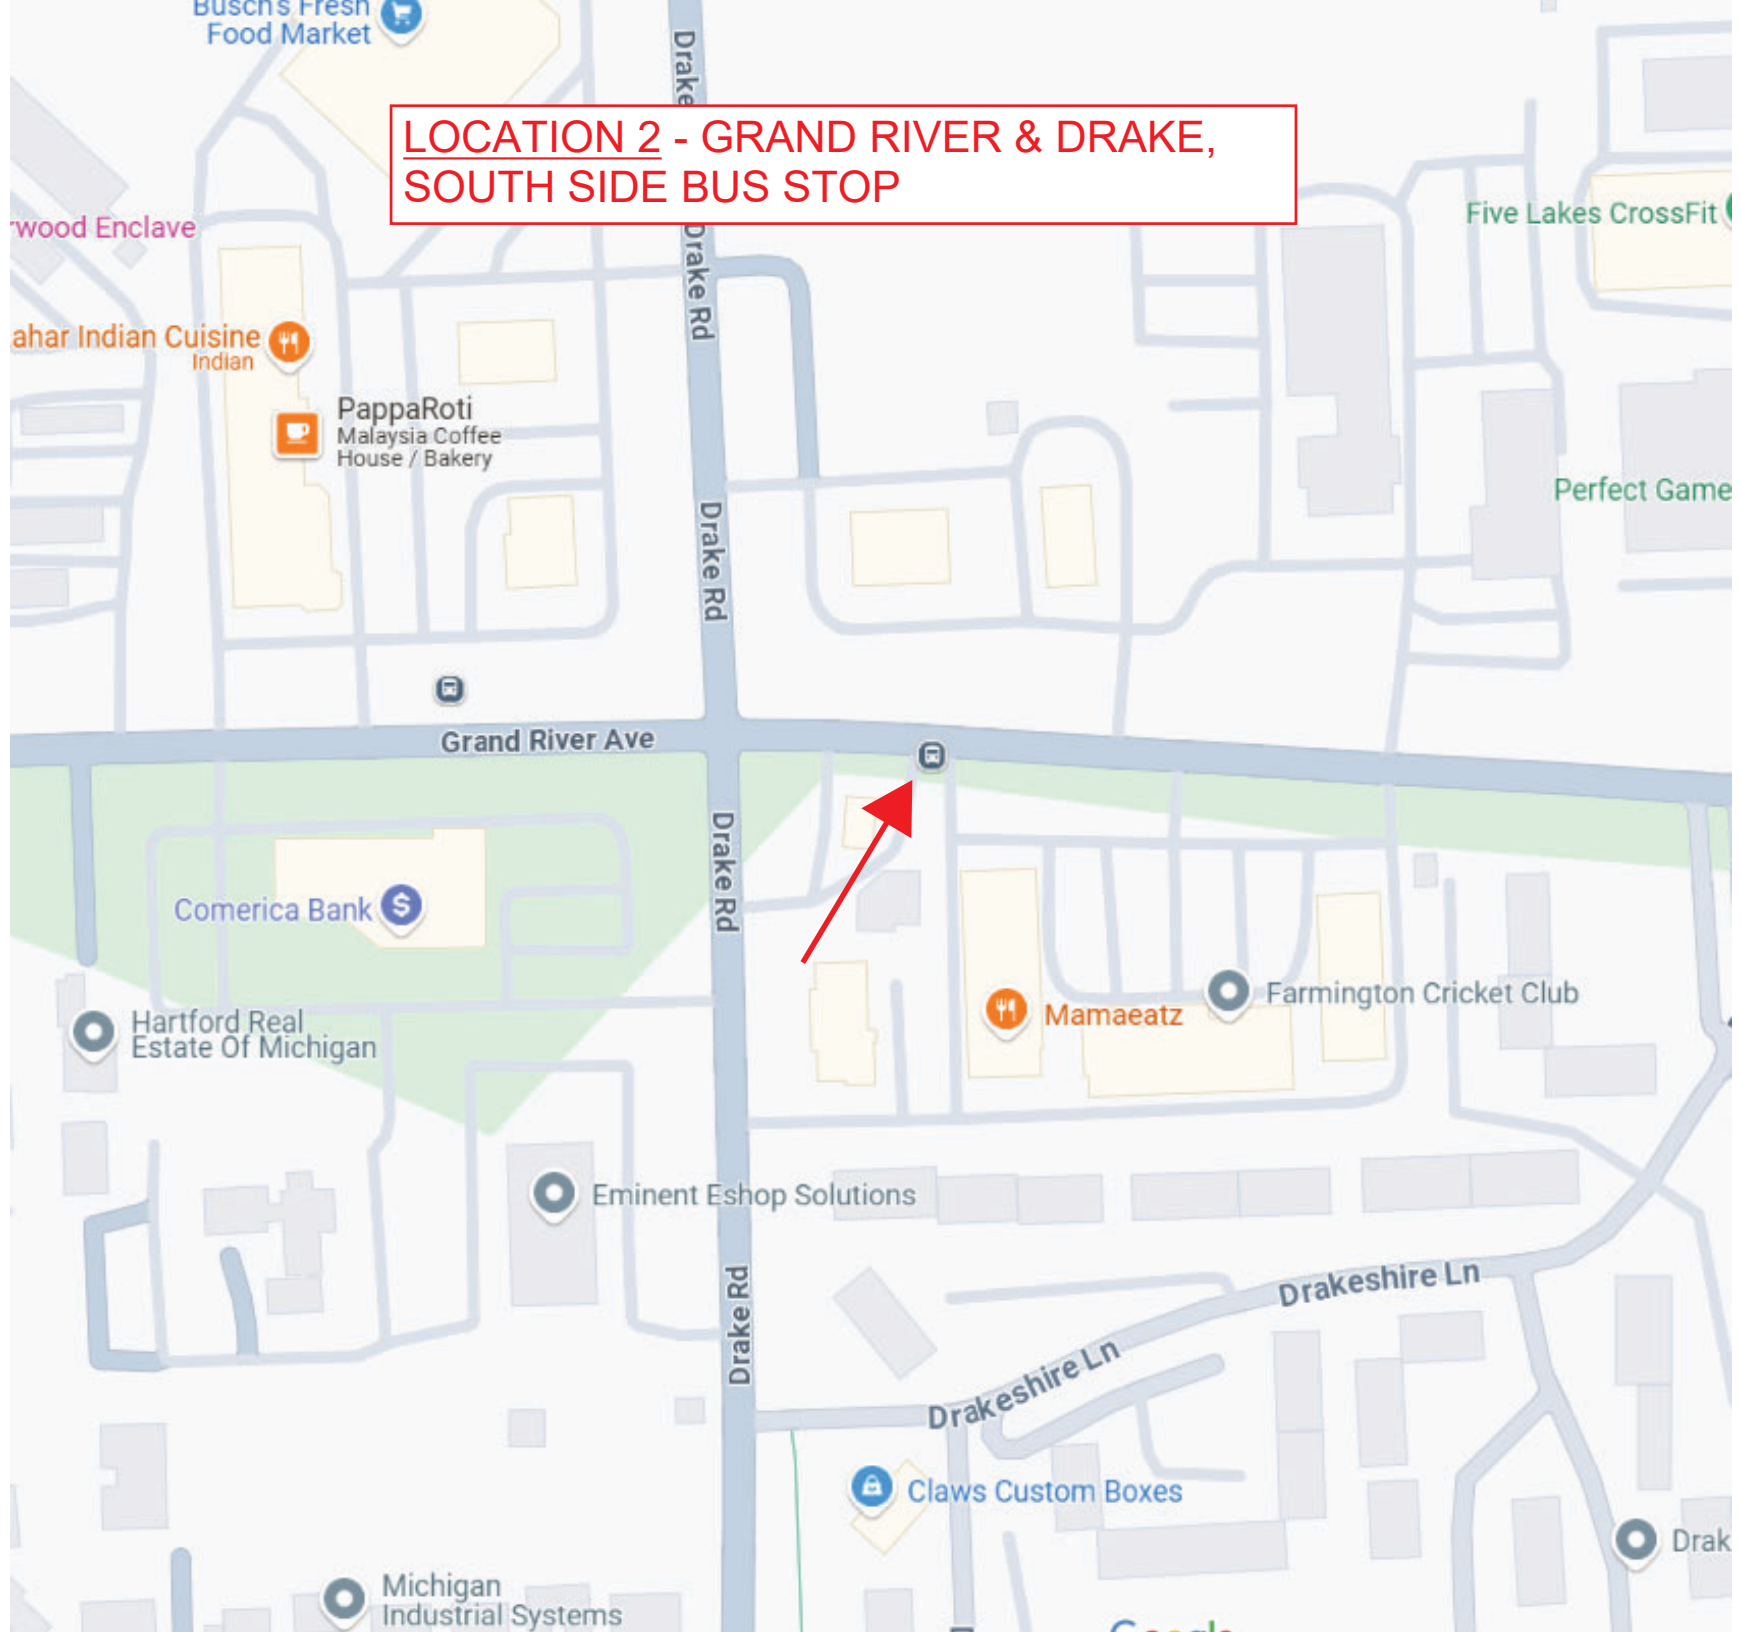 Busch's Fresh
Food Market
Drake
LOCATION 2 - GRAND RIVER & DRAKE,
SOUTH SIDE BUS STOP
rwood Enclave
Five Lakes CrossFit
Drake Rd
ahar Indian Cuisine
Indian
PappaRoti
Malaysia Coffee
House / Bakery
Perfect Game
Drake Rd
Grand River Ave
Drake Rd
Comerica Bank
Hartford Real
Estate Of Michigan
Mamaeatz
Farmington Cricket Club
Eminent Eshop Solutions
Drake Rd
Drakeshire Ln
Drakeshire Ln
Claws Custom Boxes
Drak
Michigan
Industrial Systems
Google